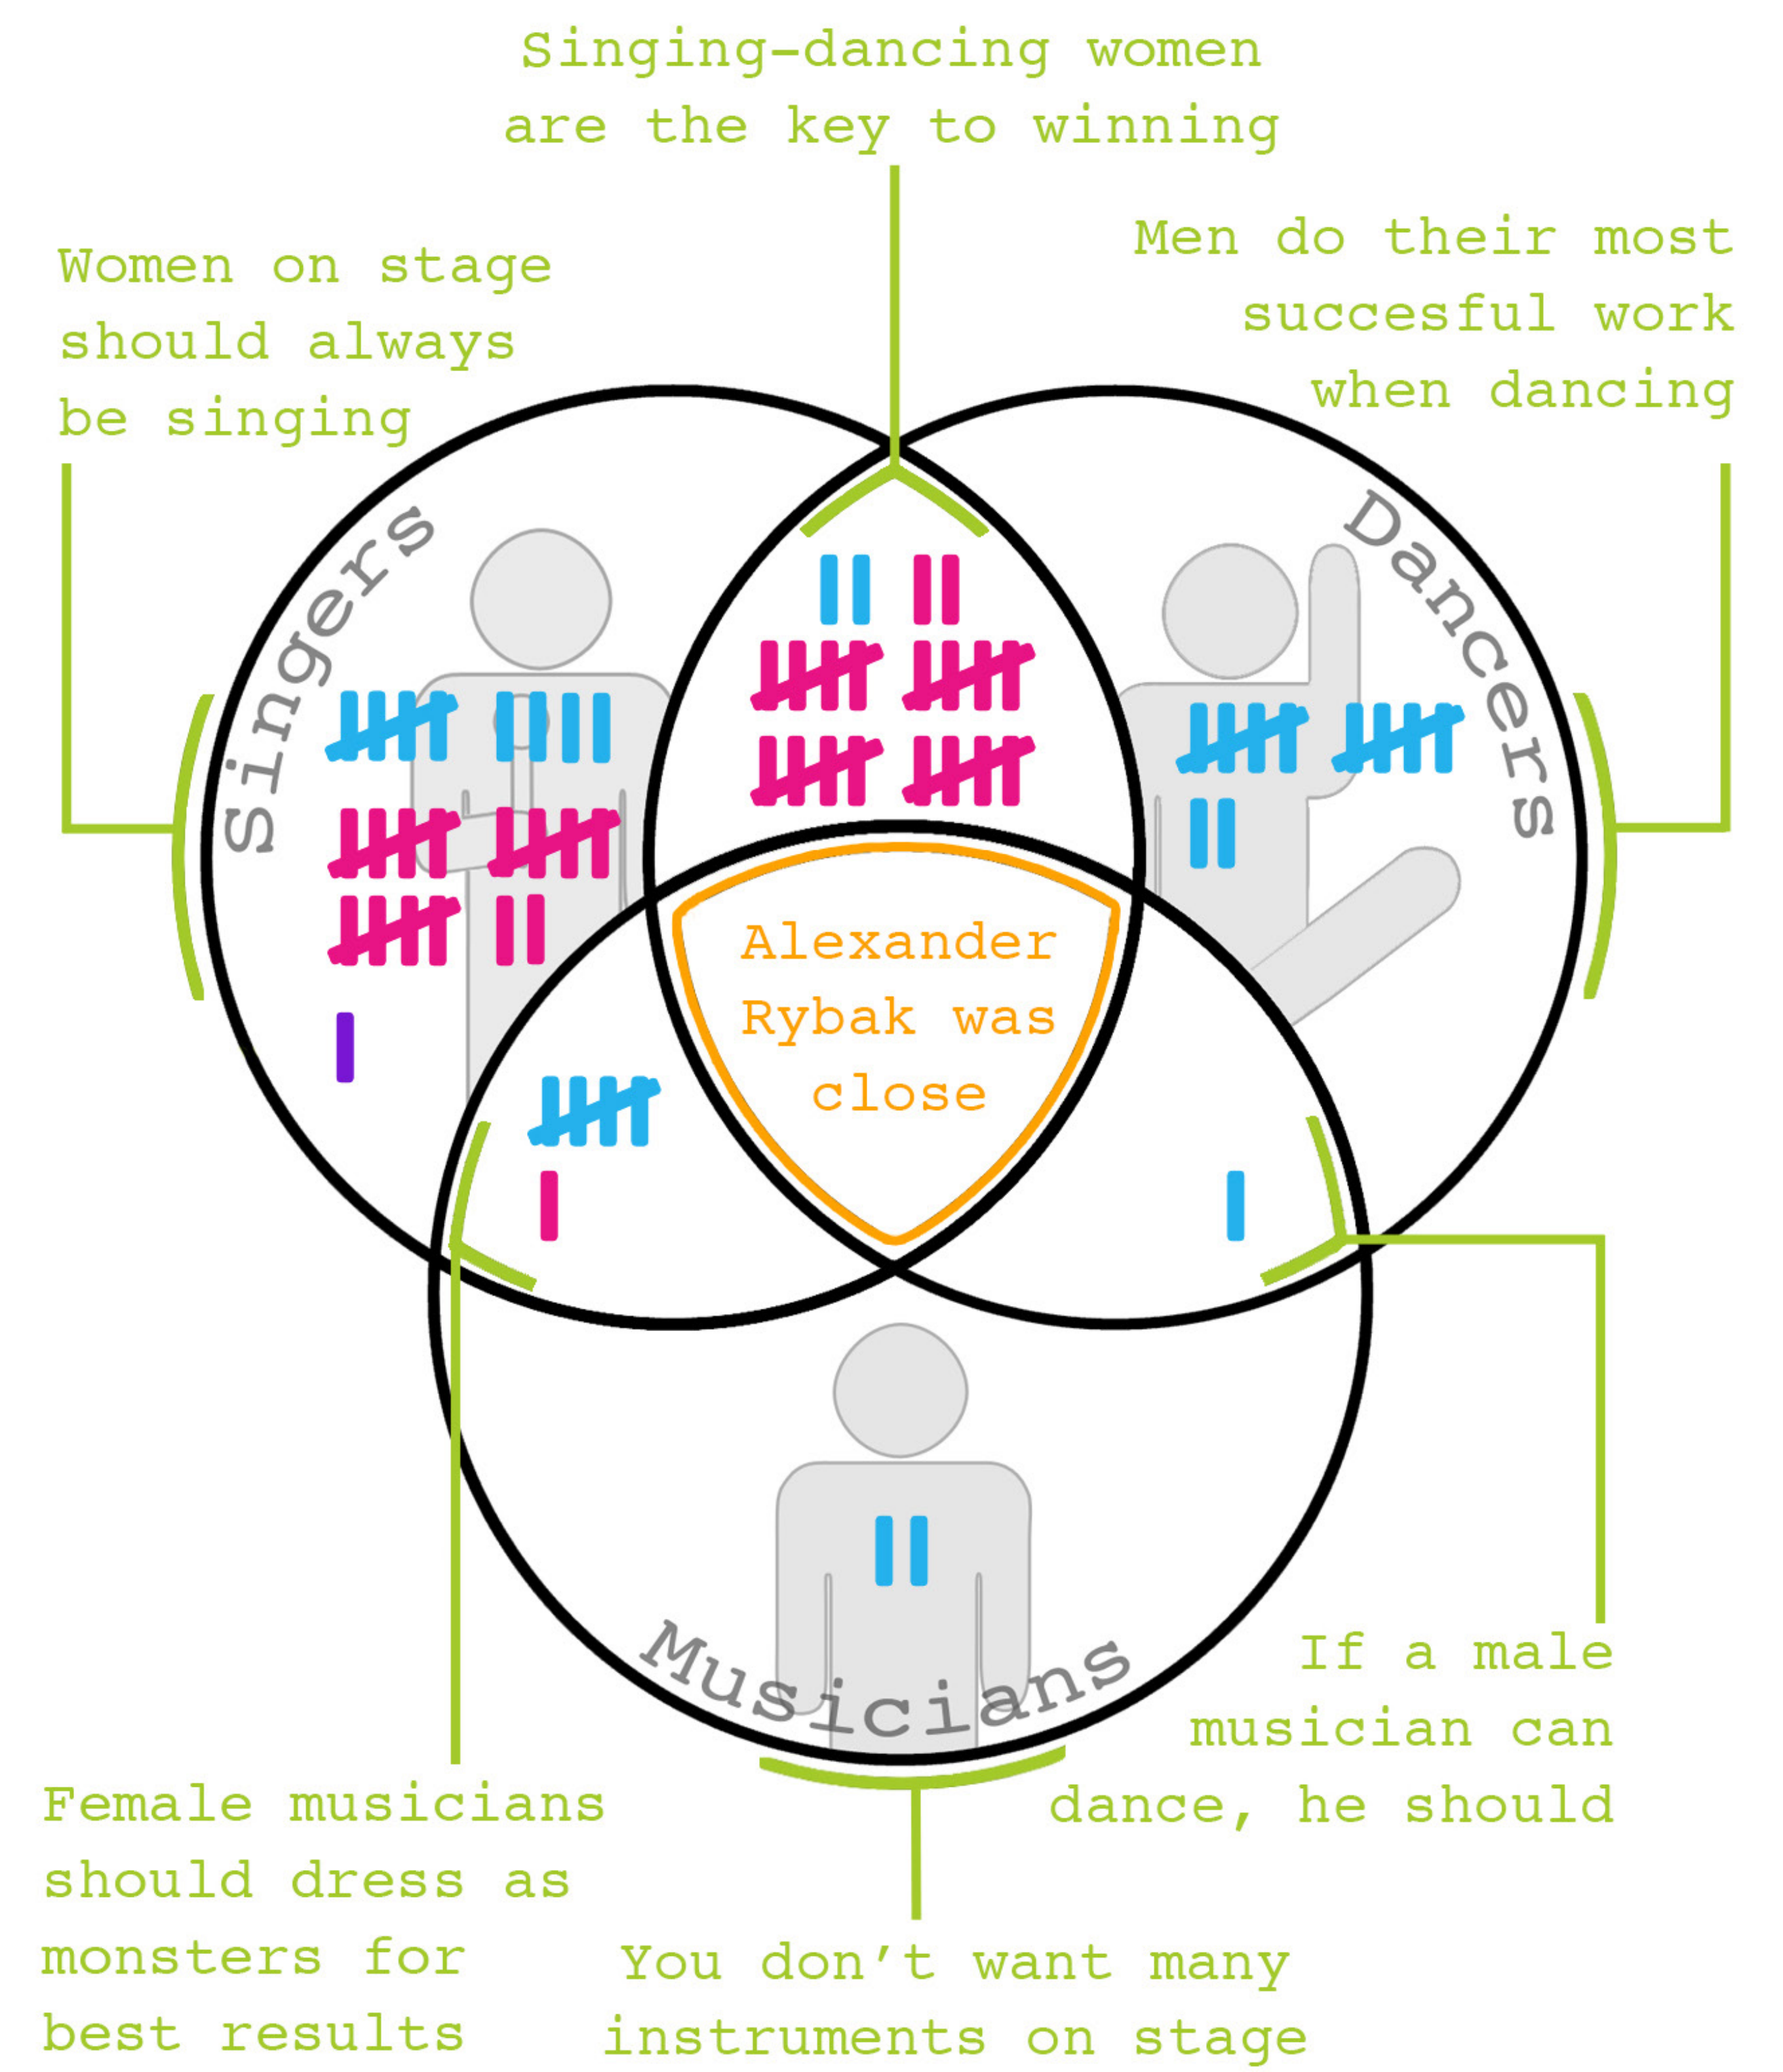 Singing-dancing women
are the key to winning
Women on stage
should always
be singing
Men do their most
succesful work
when dancing
Singers
Dancers
Alexander
Rybak was
close
Musicians
If a male
musician can
dance, he should
Female musicians
should dress as
monsters for
best results
You don't want many
instruments on stage